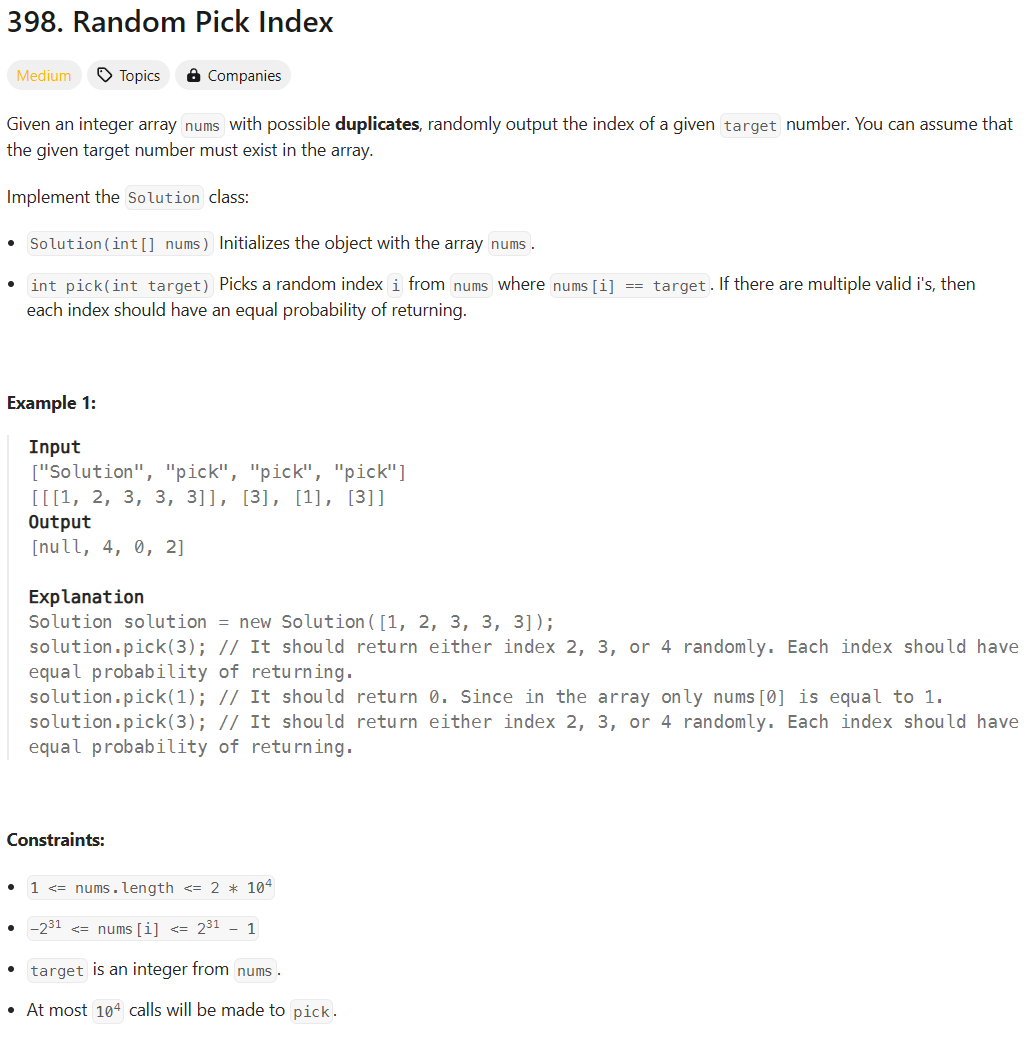 398. Random Pick Index
Medium Topics Companies
Given an integer array nums with possible duplicates, randomly output the index of a given target number. You can assume that
the given target number must exist in the array.
Implement the Solution class:
• Solution(int[] nums) Initializes the object with the array nums.
• int pick(int target) Picks a random index i from nums where nums[i] == target. If there are multiple valid i's, then
each index should have an equal probability of returning.
Example 1:
Input
["Solution", "pick", "pick", "pick"]
[[[1, 2, 3, 3, 3]], [3], [1], [3]]
Output
[null, 4, 0, 2]
Explanation
Solution solution = new Solution([1, 2, 3, 3, 3]);
solution.pick(3); // It should return either index 2, 3, or 4 randomly. Each index should have
equal probability of returning.
solution.pick(1); // It should return 0. Since in the array only nums[0] is equal to 1.
solution.pick(3); // It should return either index 2, 3, or 4 randomly. Each index should have
equal probability of returning.
Constraints:
• 1 <= nums.length <= 2 * 10⁴
• -2³¹ <= nums[i] <= 2³¹ - 1
• target is an integer from nums.
• At most 10⁴ calls will be made to pick.